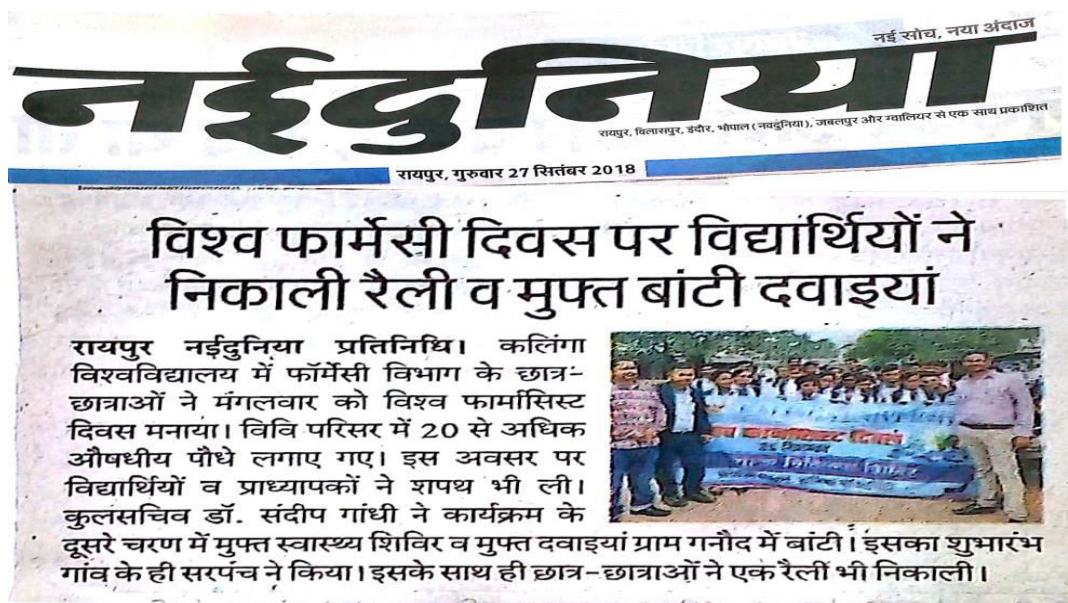 नई सोच, नया अंदाज
नईदुनिया
रायपुर, बिलासपुर, इंदौर, भोपाल (नवदुनिया), जबलपुर और ग्वालियर से एक साथ प्रकाशित
रायपुर, गुरुवार 27 सितंबर 2018
विश्व फार्मेसी दिवस पर विद्यार्थियों ने
निकाली रैली व मुफ्त बांटी दवाइयां
रायपुर नईदुनिया प्रतिनिधि। कलिंगा
विश्वविद्यालय में फॉर्मेसी विभाग के छात्र-
छात्राओं ने मंगलवार को विश्व फार्मासिस्ट
दिवस मनाया। विवि परिसर में 20 से अधिक
औषधीय पौधे लगाए गए। इस अवसर पर
विद्यार्थियों व प्राध्यापकों ने शपथ भी ली।
कुलसचिव डॉ. संदीप गांधी ने कार्यक्रम के
दूसरे चरण में मुफ्त स्वास्थ्य शिविर व मुफ्त दवाइयां ग्राम गनौद में बांटी। इसका शुभारंभ
गांव के ही सरपंच ने किया। इसके साथ ही छात्र-छात्राओं ने एक रैली भी निकाली।
फार्मासिस्ट दिवस